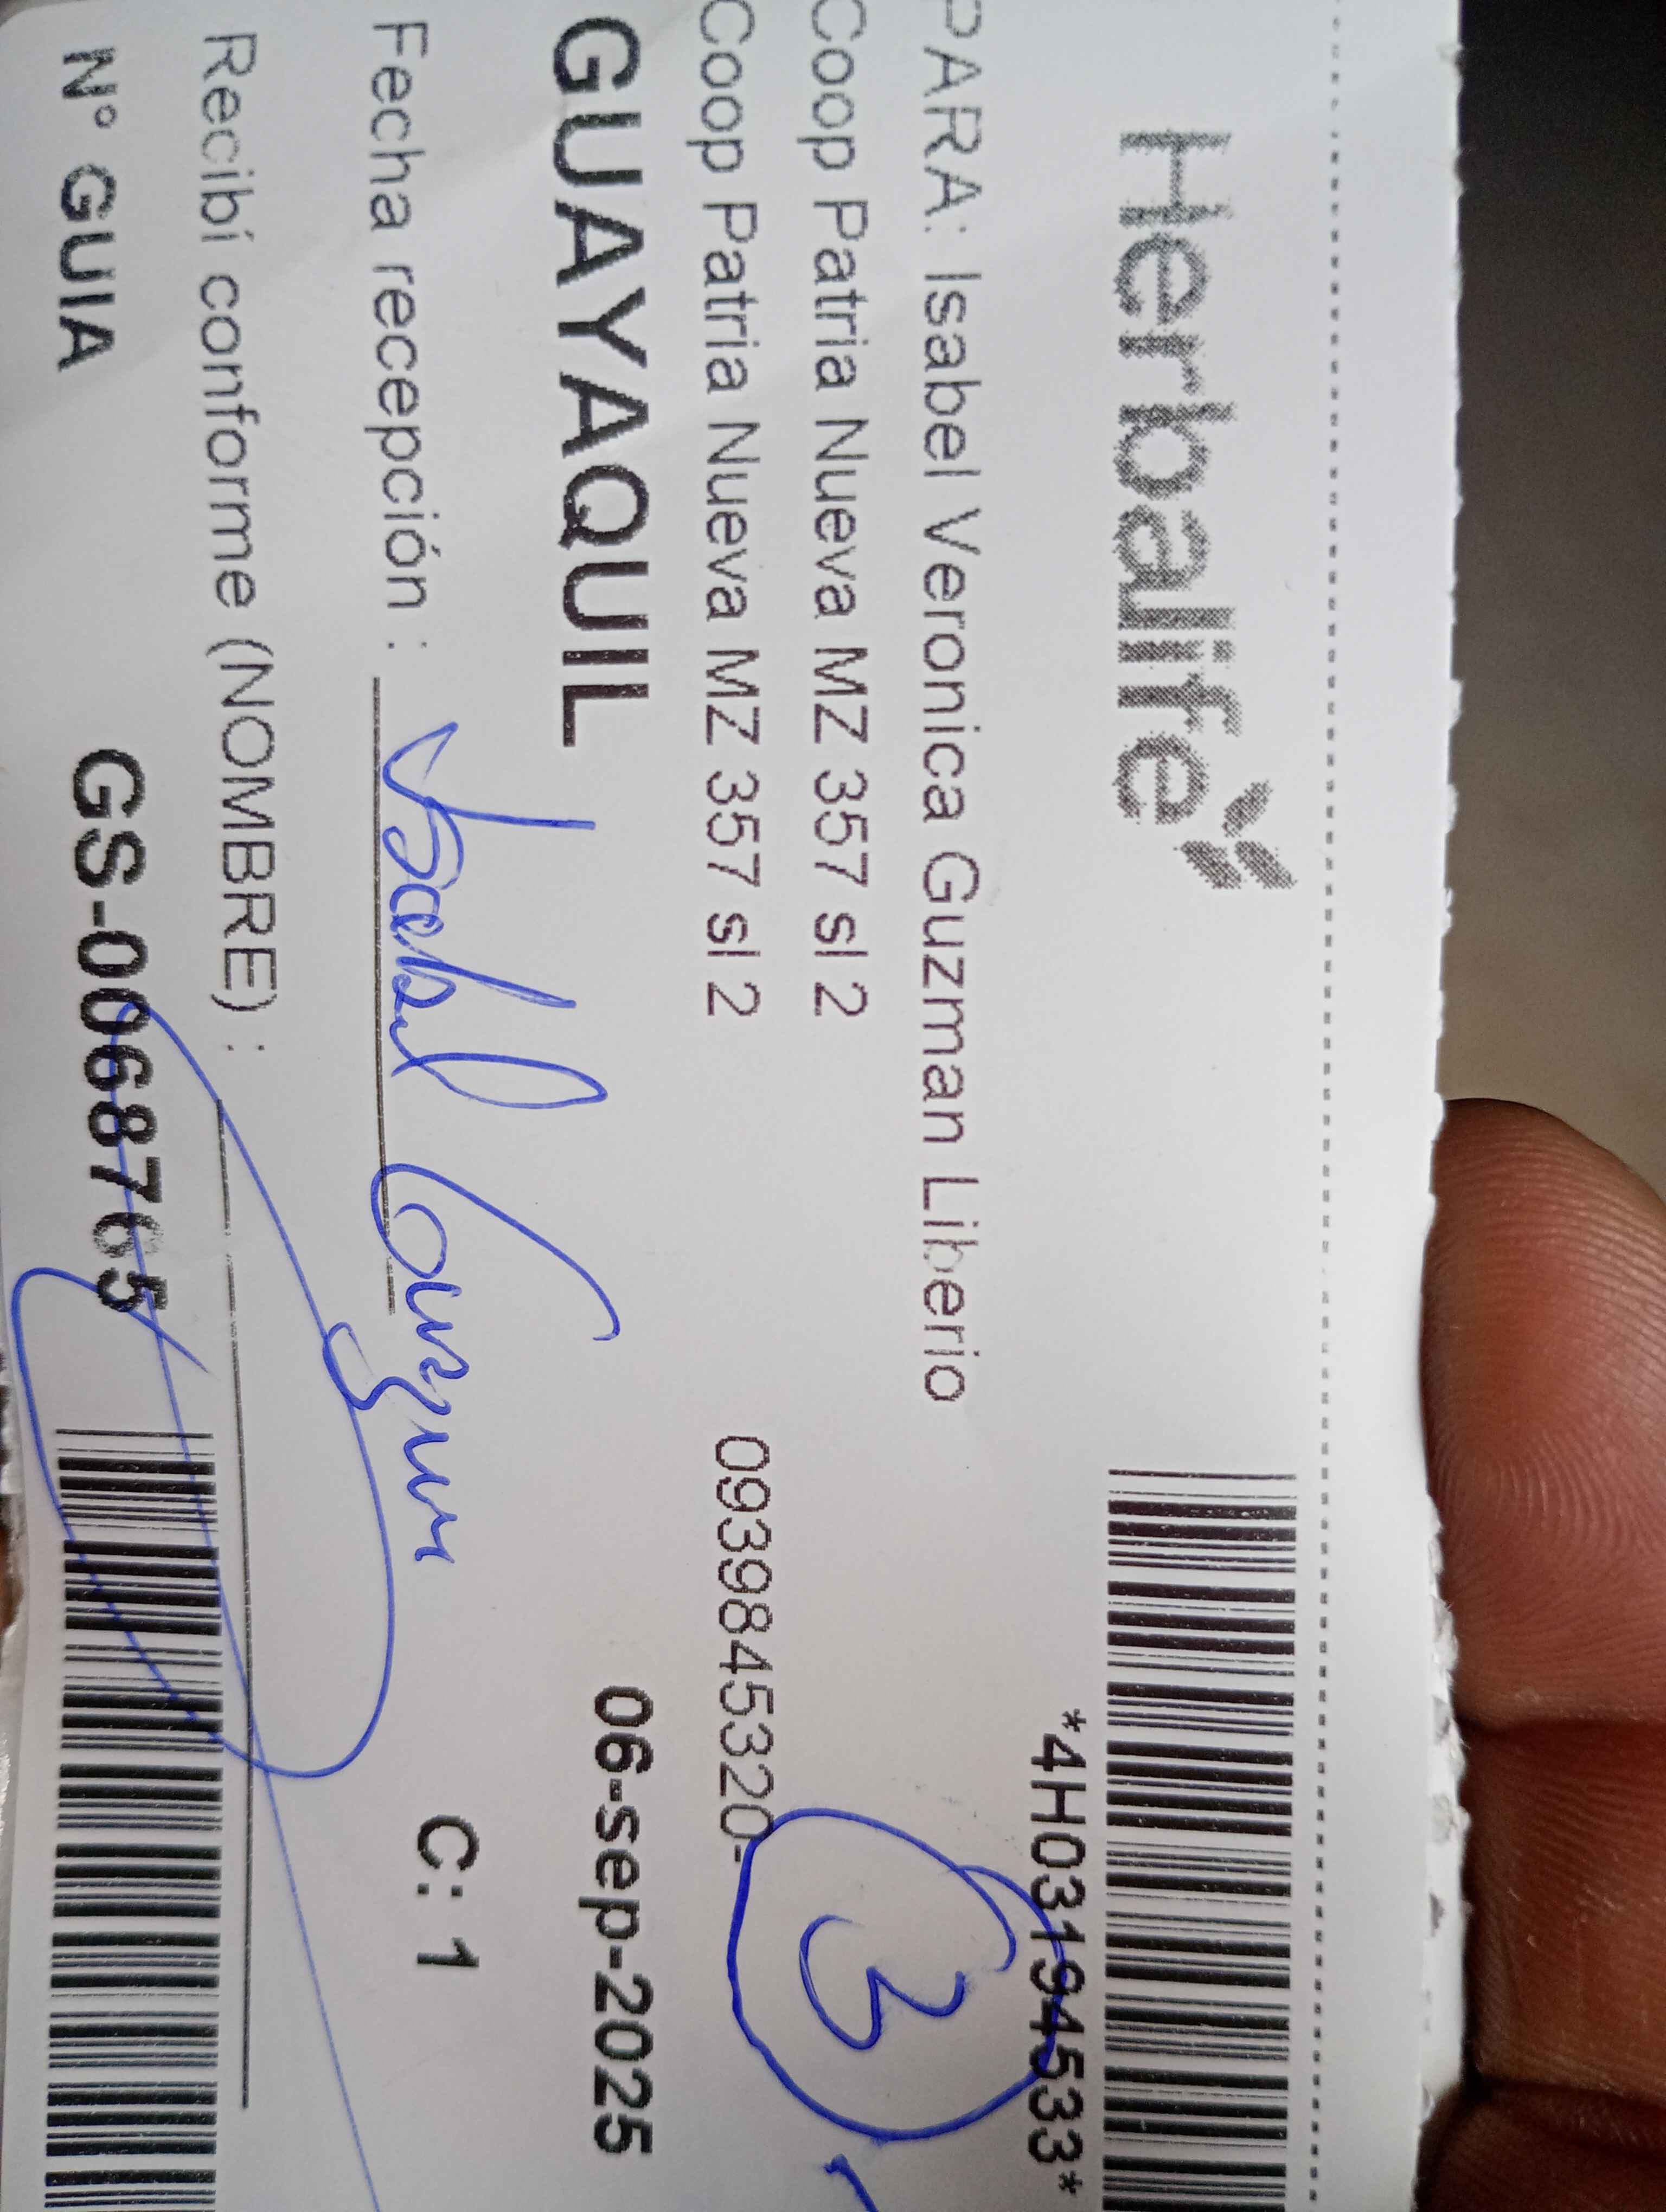 Herbalife
*4H03194533*
PARA: Isabel Veronica Guzman Liberio
Coop Patria Nueva MZ 357 sl 2
3
Coop Patria Nueva MZ 357 sl 2 0939845320-
GUAYAQUIL 06-sep-2025
Fecha recepción : Isabel Guzman
C: 1
Recibí conforme (NOMBRE) :
N° GUIA GS-00687765